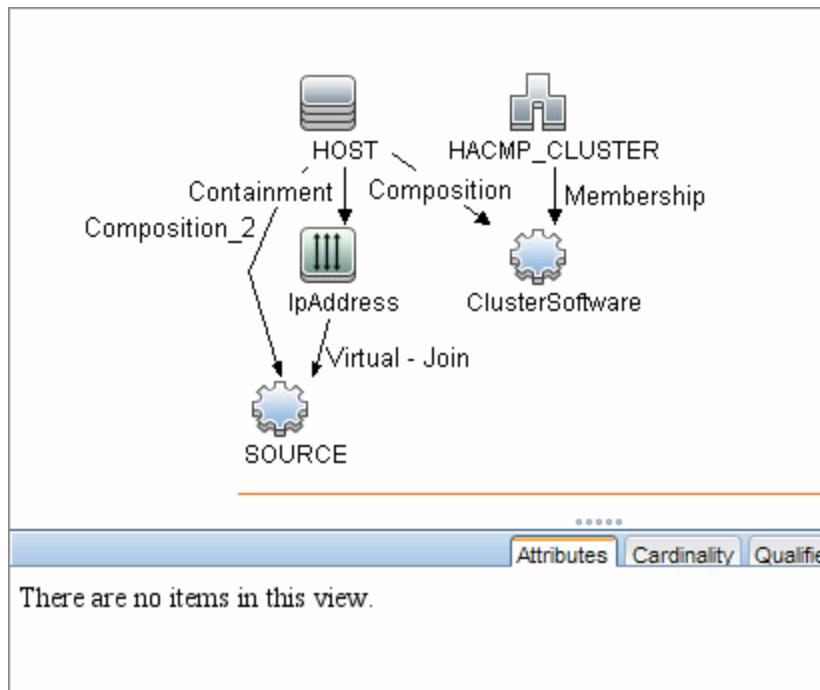 HOST
HACMP_CLUSTER
Containment
Composition
Membership
Composition_2
IpAddress
ClusterSoftware
Virtual - Join
SOURCE
Attributes
Cardinality
Qualifie
There are no items in this view.